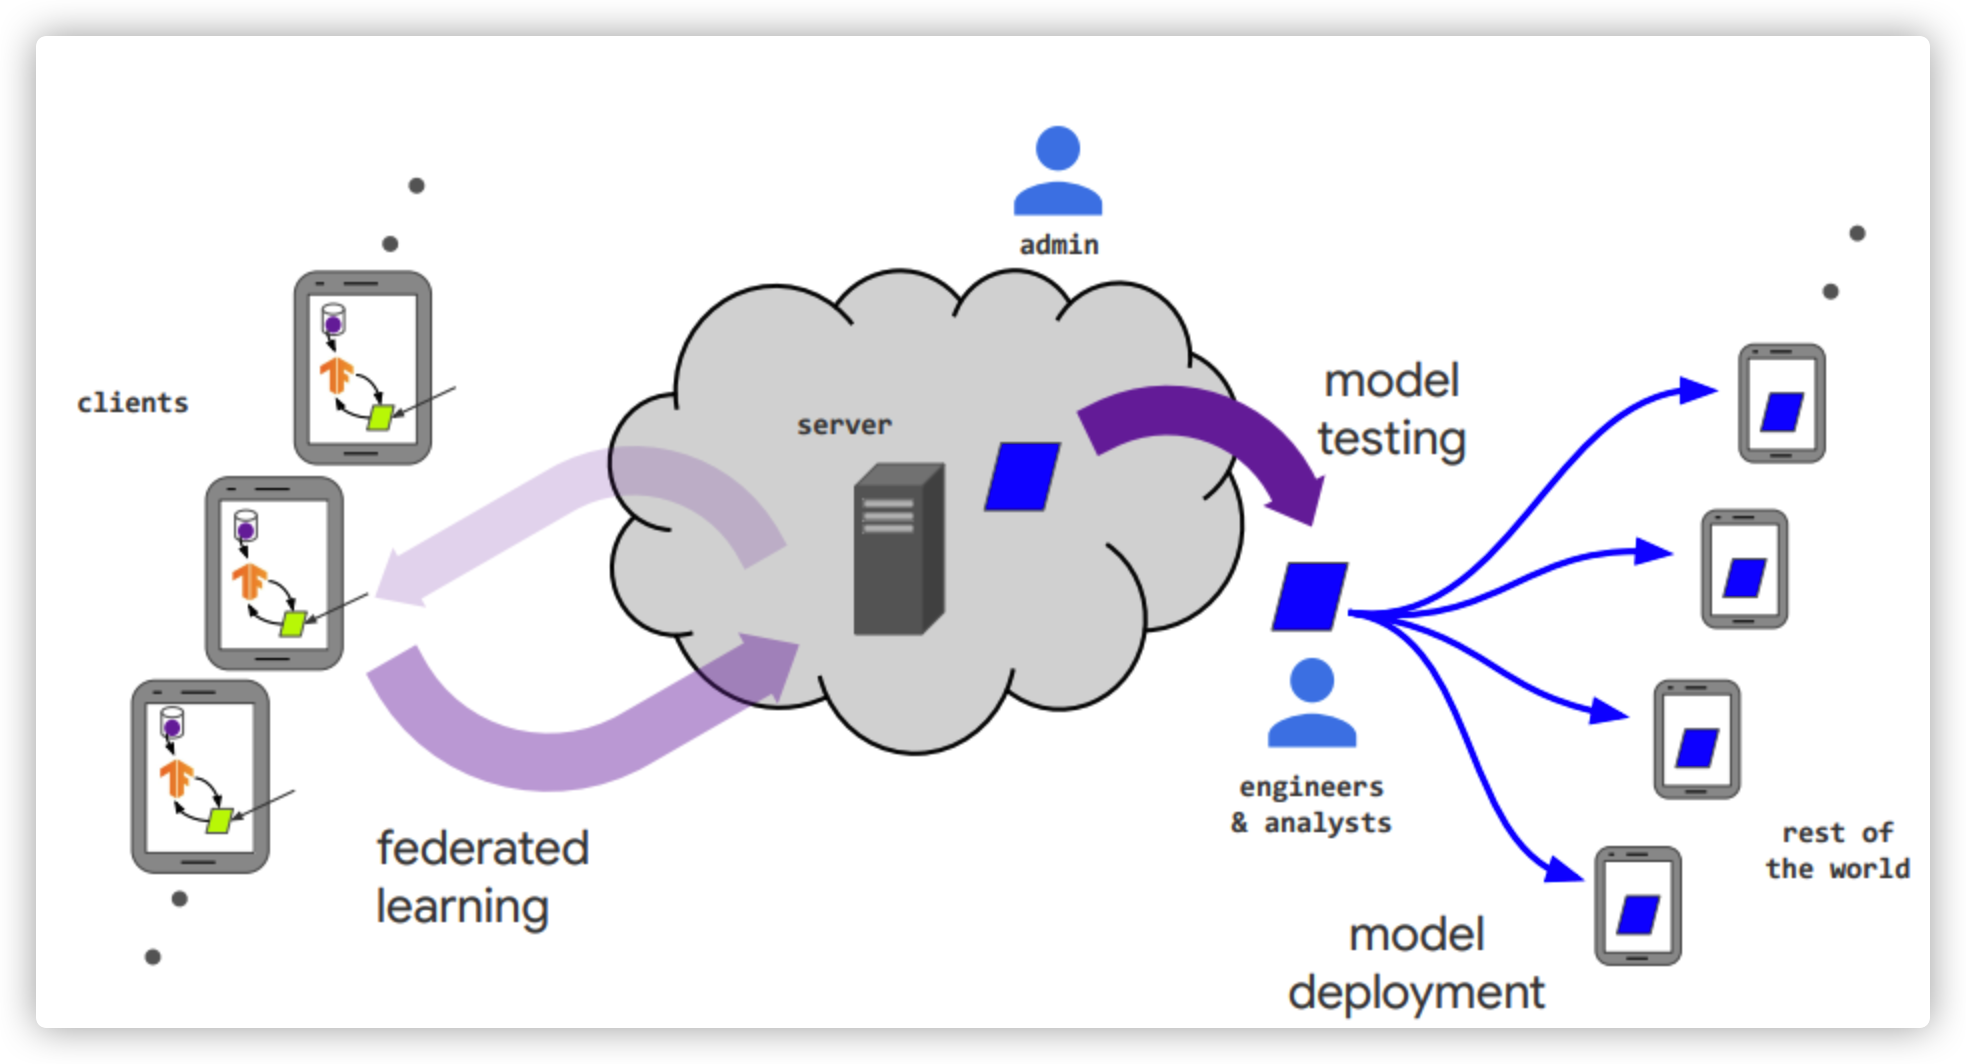 admin
clients
server
model
testing
federated
learning
engineers
& analysts
rest of
the world
model
deployment